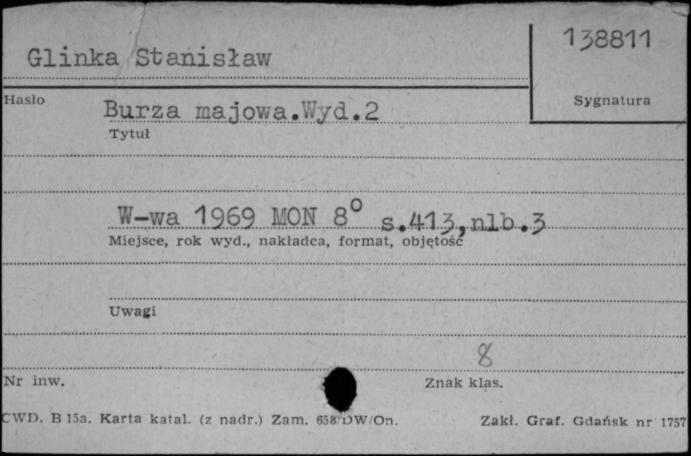 138811
Glinka Stanisław
Hasło
Sygnatura
Burza majowa.Wyd.2
Tytuł
W-wa 1969 MON 8° s.413,nlb.3
Miejsce, rok wyd., nakładca, format, objętość
Uwagi
8
Nr inw.
Znak klas.
CWD. B 15a. Karta katal. (z nadr.) Zam. 658/DW/On.
Zakł. Graf. Gdańsk nr 1757